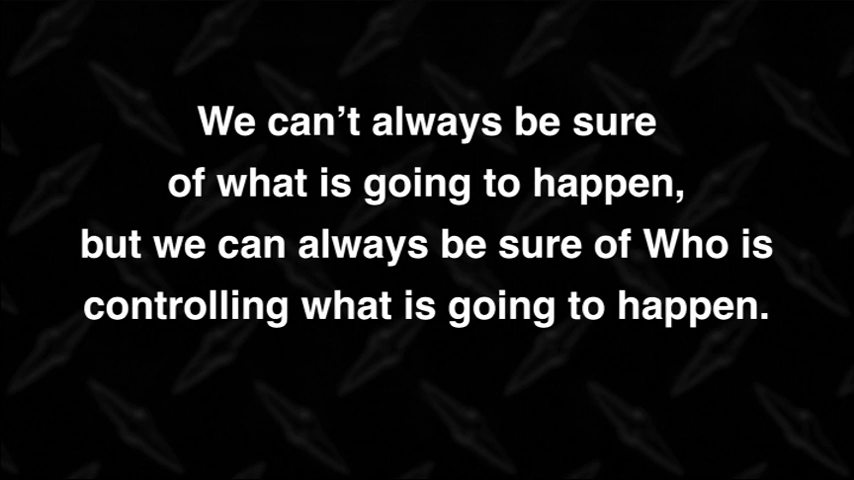 We can’t always be sure
of what is going to happen,
but we can always be sure of Who is
controlling what is going to happen.